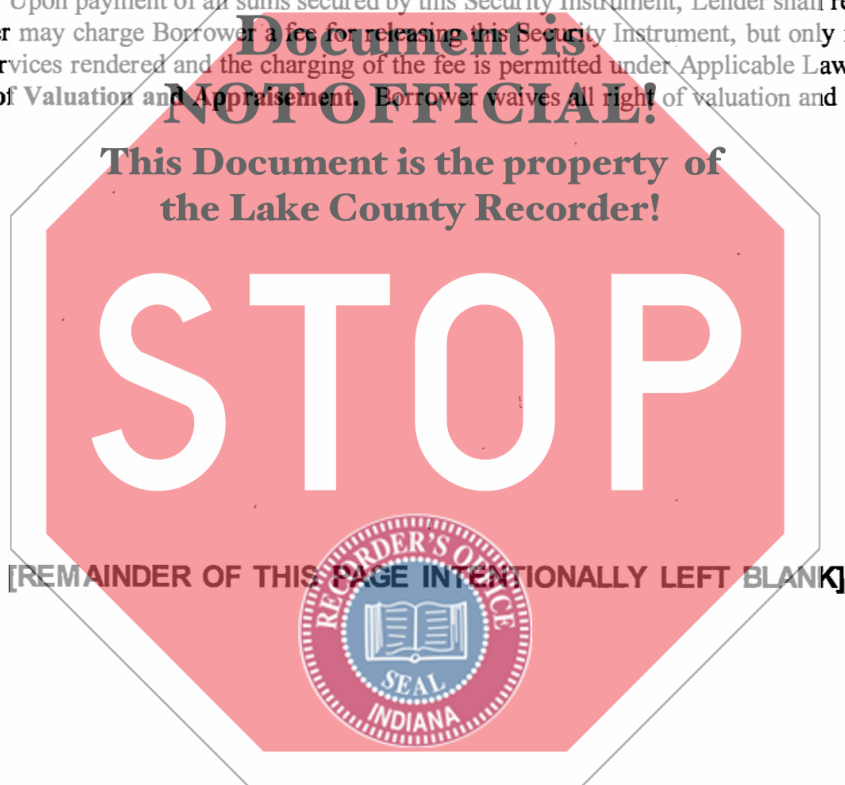 Upon payment of all sums secured by this Security Instrument, Lender shall
er may charge Borrower a fee for releasing this Security Instrument, but only
rvices rendered and the charging of the fee is permitted under Applicable Law
of Valuation and Appraisement. Borrower waives all right of valuation and
Document is
NOT OFFICIAL!
This Document is the property of
the Lake County Recorder!
STOP
[REMAINDER OF THIS PAGE INTENTIONALLY LEFT BLANK]
RECORDER'S OFFICE
SEAL
INDIANA